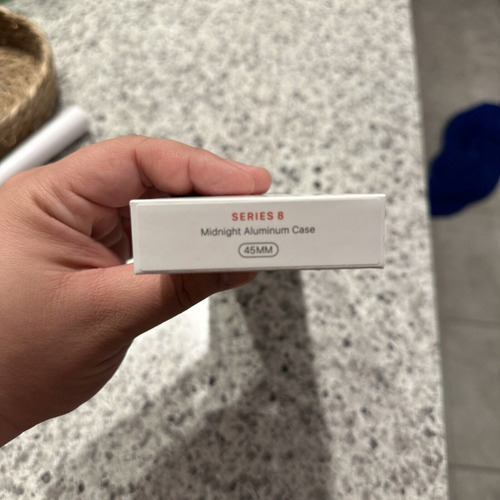 SERIES 8
Midnight Aluminum Case
45MM